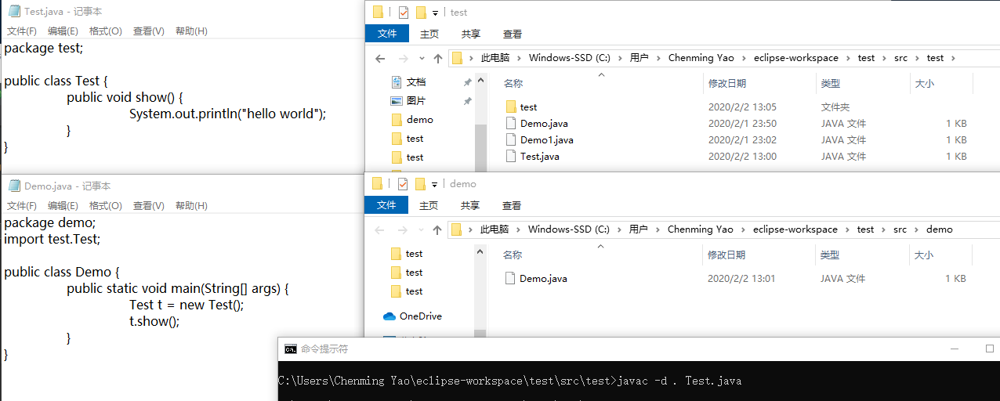 Test.java - 记事本
文件(F) 编辑(E) 格式(O) 查看(V) 帮助(H)
package test;
public class Test {
public void show() {
System.out.println("hello world");
}
}
test
文件 主页 共享 查看
此电脑 Windows-SSD (C:) 用户 Chenming Yao eclipse-workspace test src test
文档
图片
demo
test
test
名称 修改日期 类型 大小
test 2020/2/2 13:05 文件夹
Demo.java 2020/2/1 23:50 JAVA 文件 1 KB
Demo1.java 2020/2/1 23:02 JAVA 文件 1 KB
Test.java 2020/2/2 13:00 JAVA 文件 1 KB
Demo.java - 记事本
文件(F) 编辑(E) 格式(O) 查看(V) 帮助(H)
package demo;
import test.Test;
public class Demo {
public static void main(String[] args) {
Test t = new Test();
t.show();
}
}
demo
文件 主页 共享 查看
此电脑 Windows-SSD (C:) 用户 Chenming Yao eclipse-workspace test src demo
test
test
test
OneDrive
名称 修改日期 类型 大小
Demo.java 2020/2/2 13:01 JAVA 文件 1 KB
命令提示符
C:\Users\Chenming Yao\eclipse-workspace\test\src\test>javac -d . Test.java